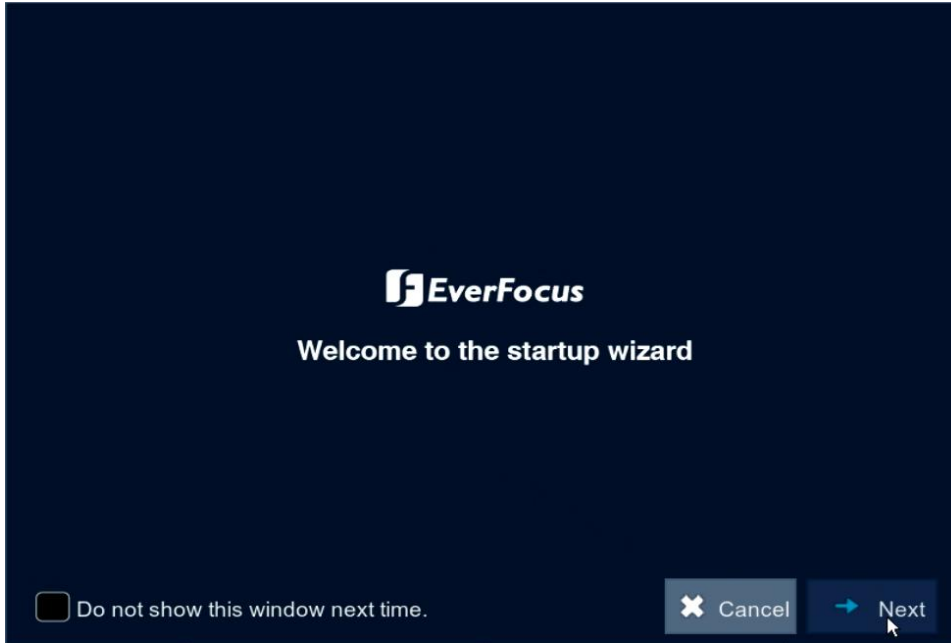 EverFocus
Welcome to the startup wizard
Do not show this window next time.
Cancel
Next